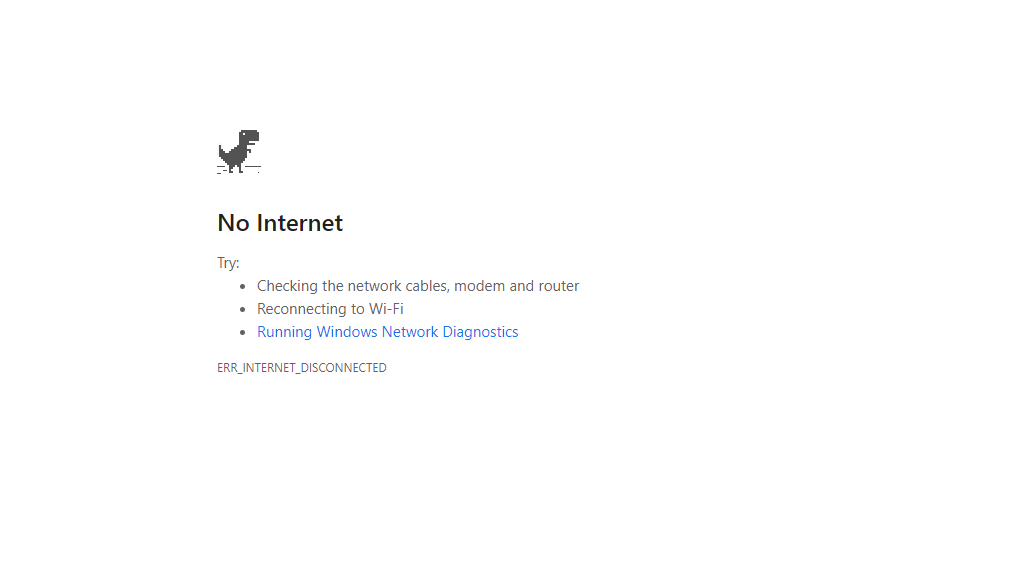 No Internet
Try:
Checking the network cables, modem and router
Reconnecting to Wi-Fi
Running Windows Network Diagnostics
ERR_INTERNET_DISCONNECTED